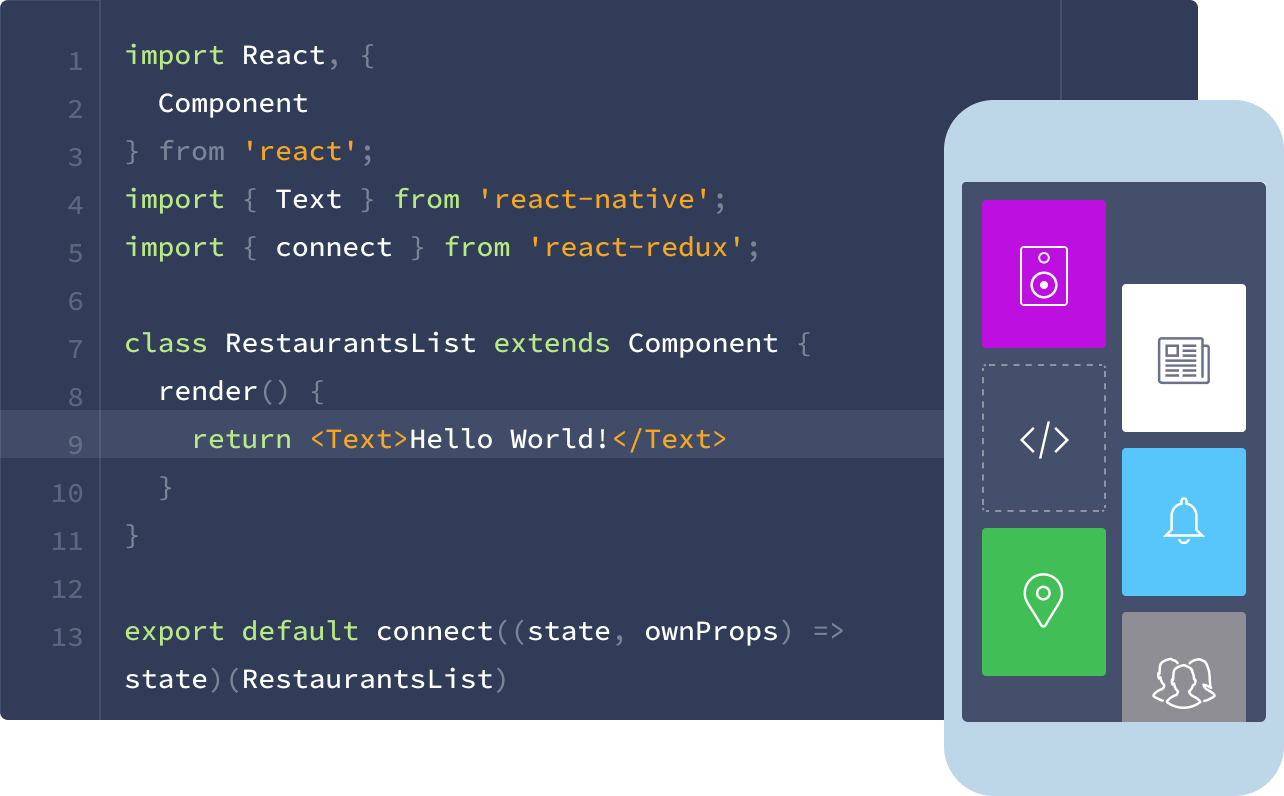 1 import React, {
2   Component
3 } from 'react';
4 import { Text } from 'react-native';
5 import { connect } from 'react-redux';
6
7 class RestaurantsList extends Component {
8   render() {
9     return <Text>Hello World!</Text>
10   }
11 }
12
13 export default connect((state, ownProps) =>
state)(RestaurantsList)